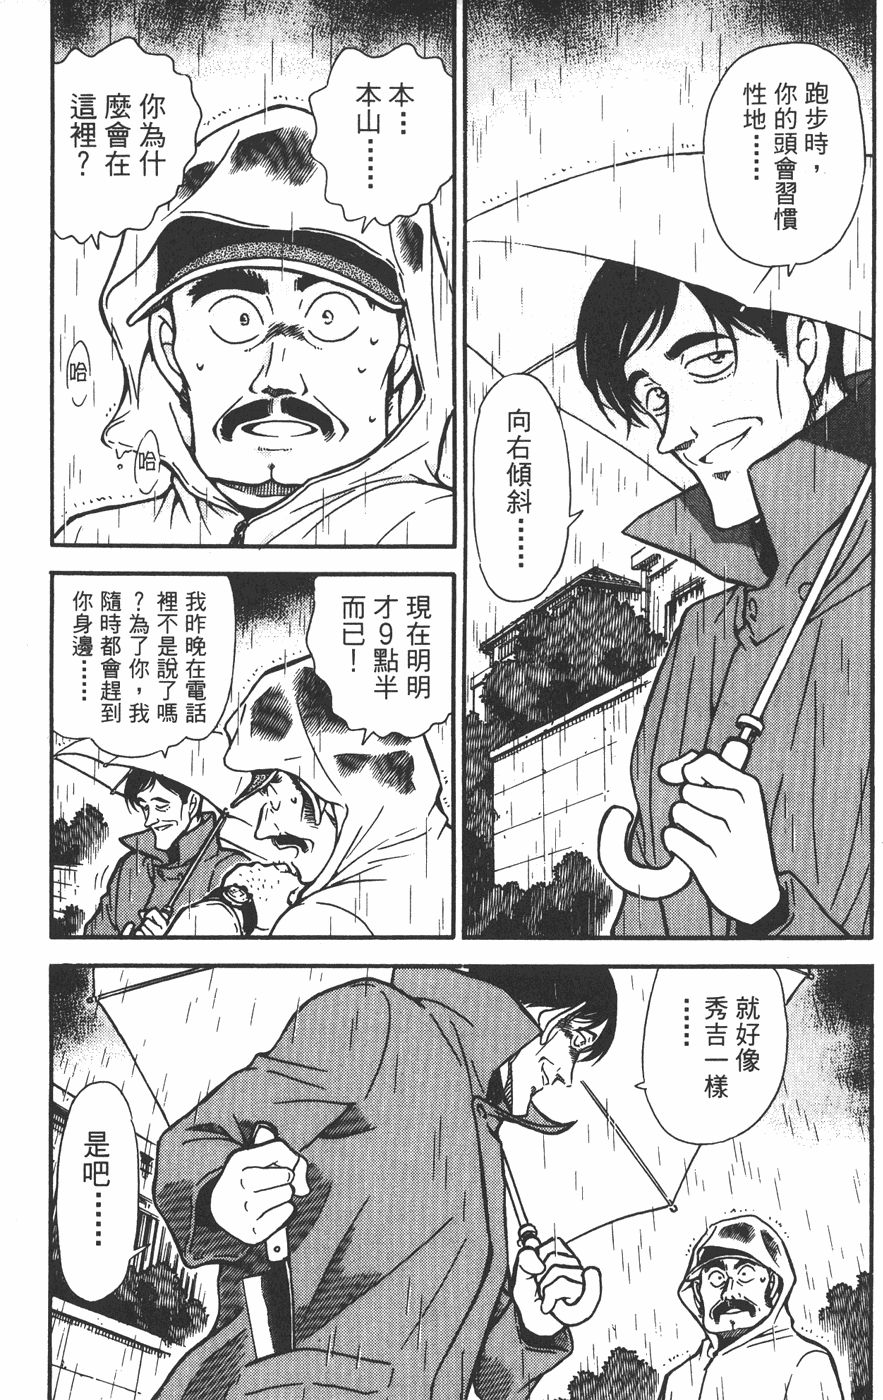 跑步時，
你的頭會習慣
性地……
向右傾斜……
本…
本山……
你為什
麼會在
這裡？
哈
哈
現在明明
才9點半
而已！
我昨晚在電話
裡不是說了嗎
？為了你，我
隨時都會趕到
你身邊……
就好像
秀吉一樣
……
是吧……